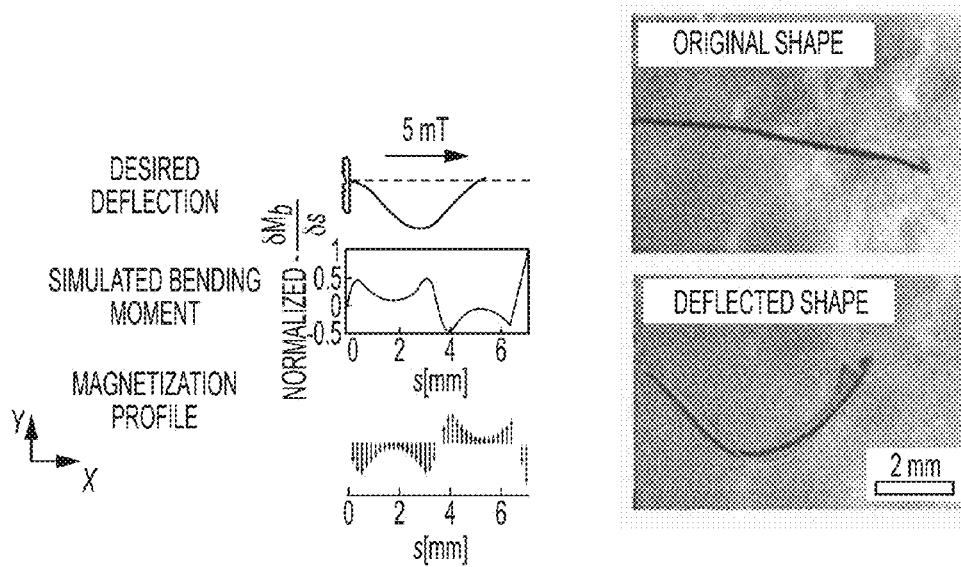 DESIRED
DEFLECTION
5 mT
SIMULATED BENDING
MOMENT
NORMALIZED - δM_b/δs
1
0.5
0
-0.5
0 2 4 6
s[mm]
MAGNETIZATION
PROFILE
Y
X
0 2 4 6
s[mm]
ORIGINAL SHAPE
DEFLECTED SHAPE
2 mm